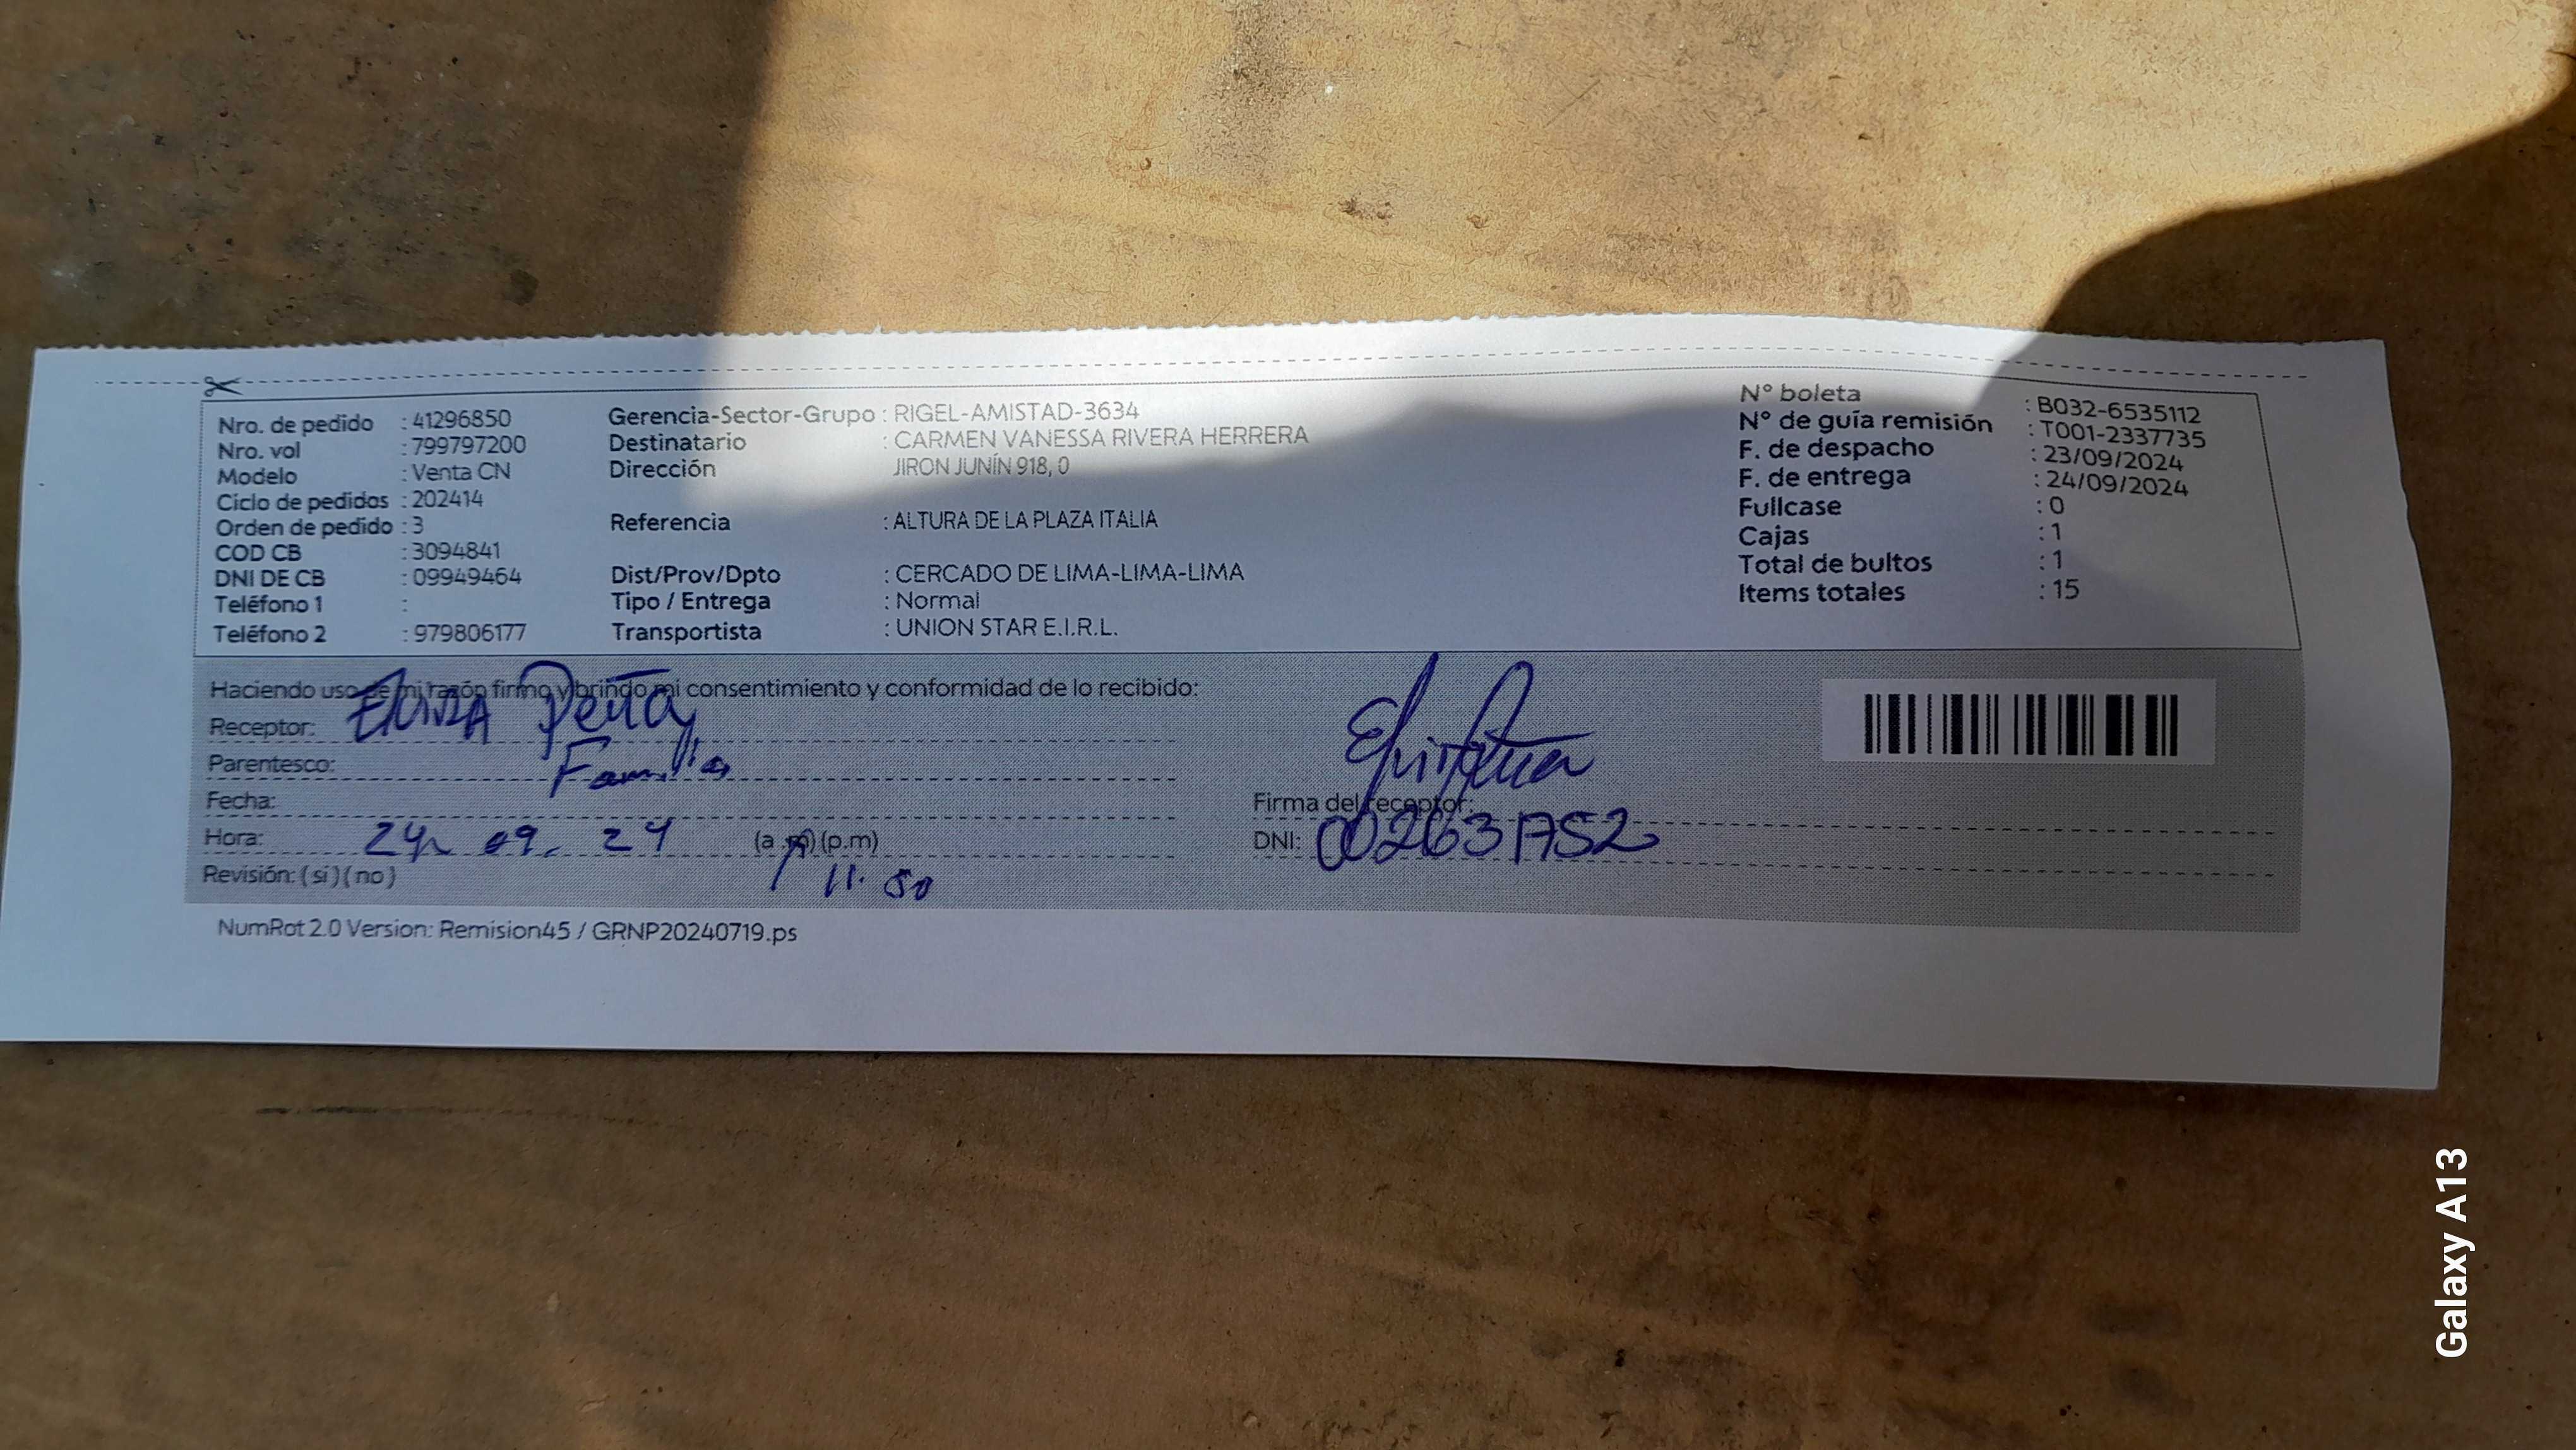 Nro. de pedido : 41296850
Nro. vol : 799797200
Modelo : Venta CN
Ciclo de pedidos : 202414
Orden de pedido : 3
COD CB : 3094841
DNI DE CB : 09949464
Teléfono 1 :
Teléfono 2 : 979806177
Gerencia-Sector-Grupo : RIGEL-AMISTAD-3634
Destinatario : CARMEN VANESSA RIVERA HERRERA
Dirección JIRON JUNÍN 918, 0
Referencia : ALTURA DE LA PLAZA ITALIA
Dist/Prov/Dpto : CERCADO DE LIMA-LIMA-LIMA
Tipo / Entrega : Normal
Transportista : UNION STAR E.I.R.L.
N° boleta : B032-6535112
N° de guía remisión : T001-2337735
F. de despacho : 23/09/2024
F. de entrega : 24/09/2024
Fullcase : 0
Cajas : 1
Total de bultos : 1
Items totales : 15
Haciendo uso de mi razón firmo y brindo mi consentimiento y conformidad de lo recibido:
Receptor: Peña
Parentesco:
Fecha:
Hora: 24 09. 24 (a.m) (p.m)
Revisión: (si) (no) 11. 50
Firma del receptor:
DNI: 002631752
NumRot 2.0 Version: Remision45 / GRNP20240719.ps
Galaxy A13